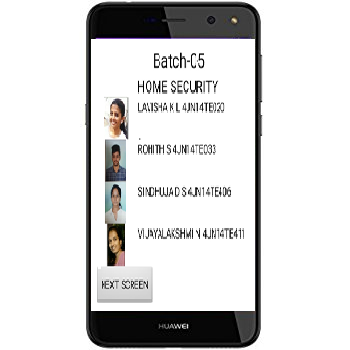 Batch-C5
HOME SECURITY
LAVISHA K L 4JN14TE020
ROHITH S 4JN14TE033
SINDHUJA D S 4JN14TE406
VIJAYALAKSHMI N 4JN14TE411
NEXT SCREEN
HUAWEI